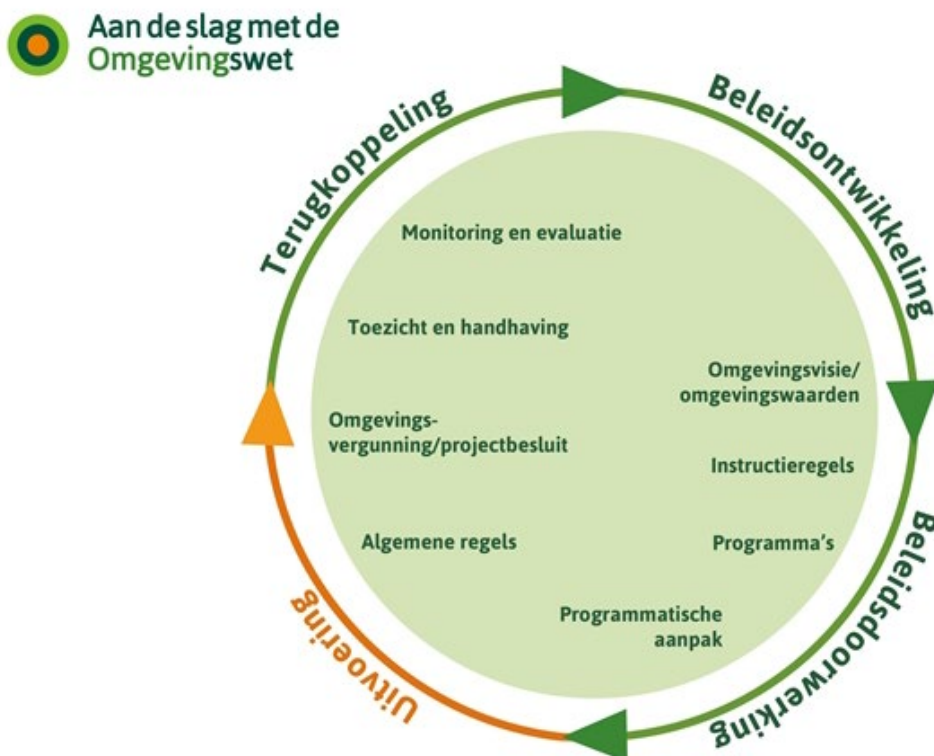 Aan de slag met de
Omgevingswet
Terugkoppeling
Beleidsontwikkeling
Monitoring en evaluatie
Toezicht en handhaving
Omgevingsvisie/
omgevingswaarden
Omgevings-
vergunning/projectbesluit
Instructieregels
Algemene regels
Programma's
Programmatische
aanpak
Uitvoering
Beleidsdoorwerking